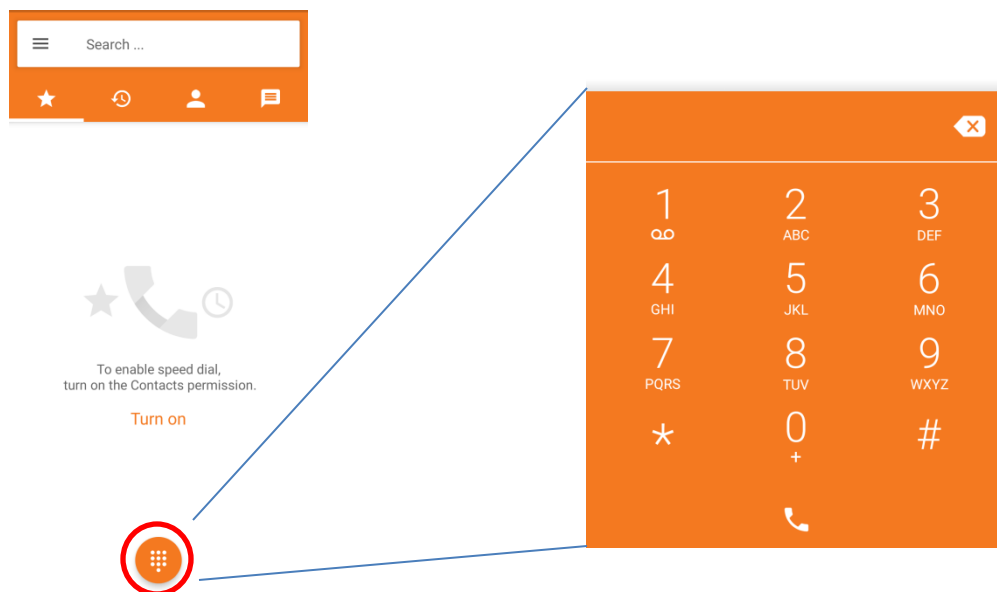 Search ...
To enable speed dial,
turn on the Contacts permission.
Turn on
1 2 3
ABC DEF
4 5 6
GHI JKL MNO
7 8 9
PQRS TUV WXYZ
* 0 #
+